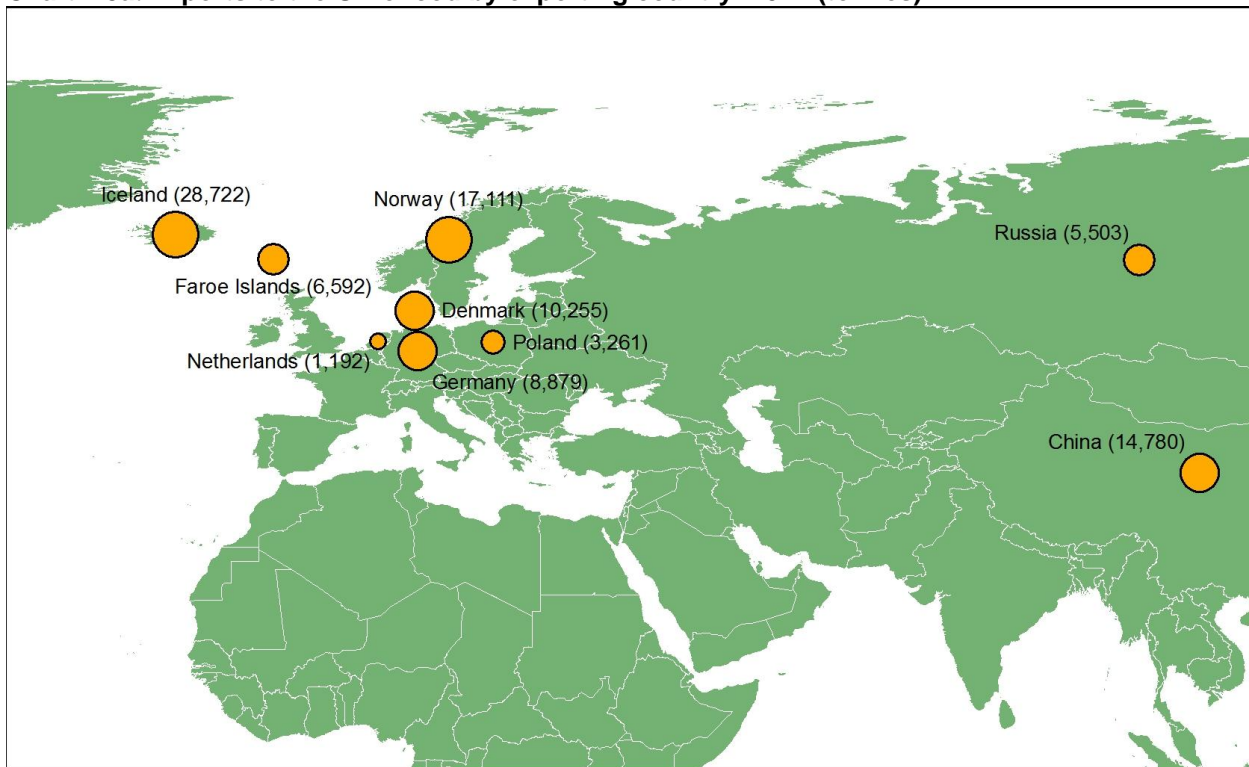 Iceland (28,722)
Norway (17,111)
Russia (5,503)
Faroe Islands (6,592)
Denmark (10,255)
Netherlands (1,192)
Poland (3,261)
Germany (8,879)
China (14,780)